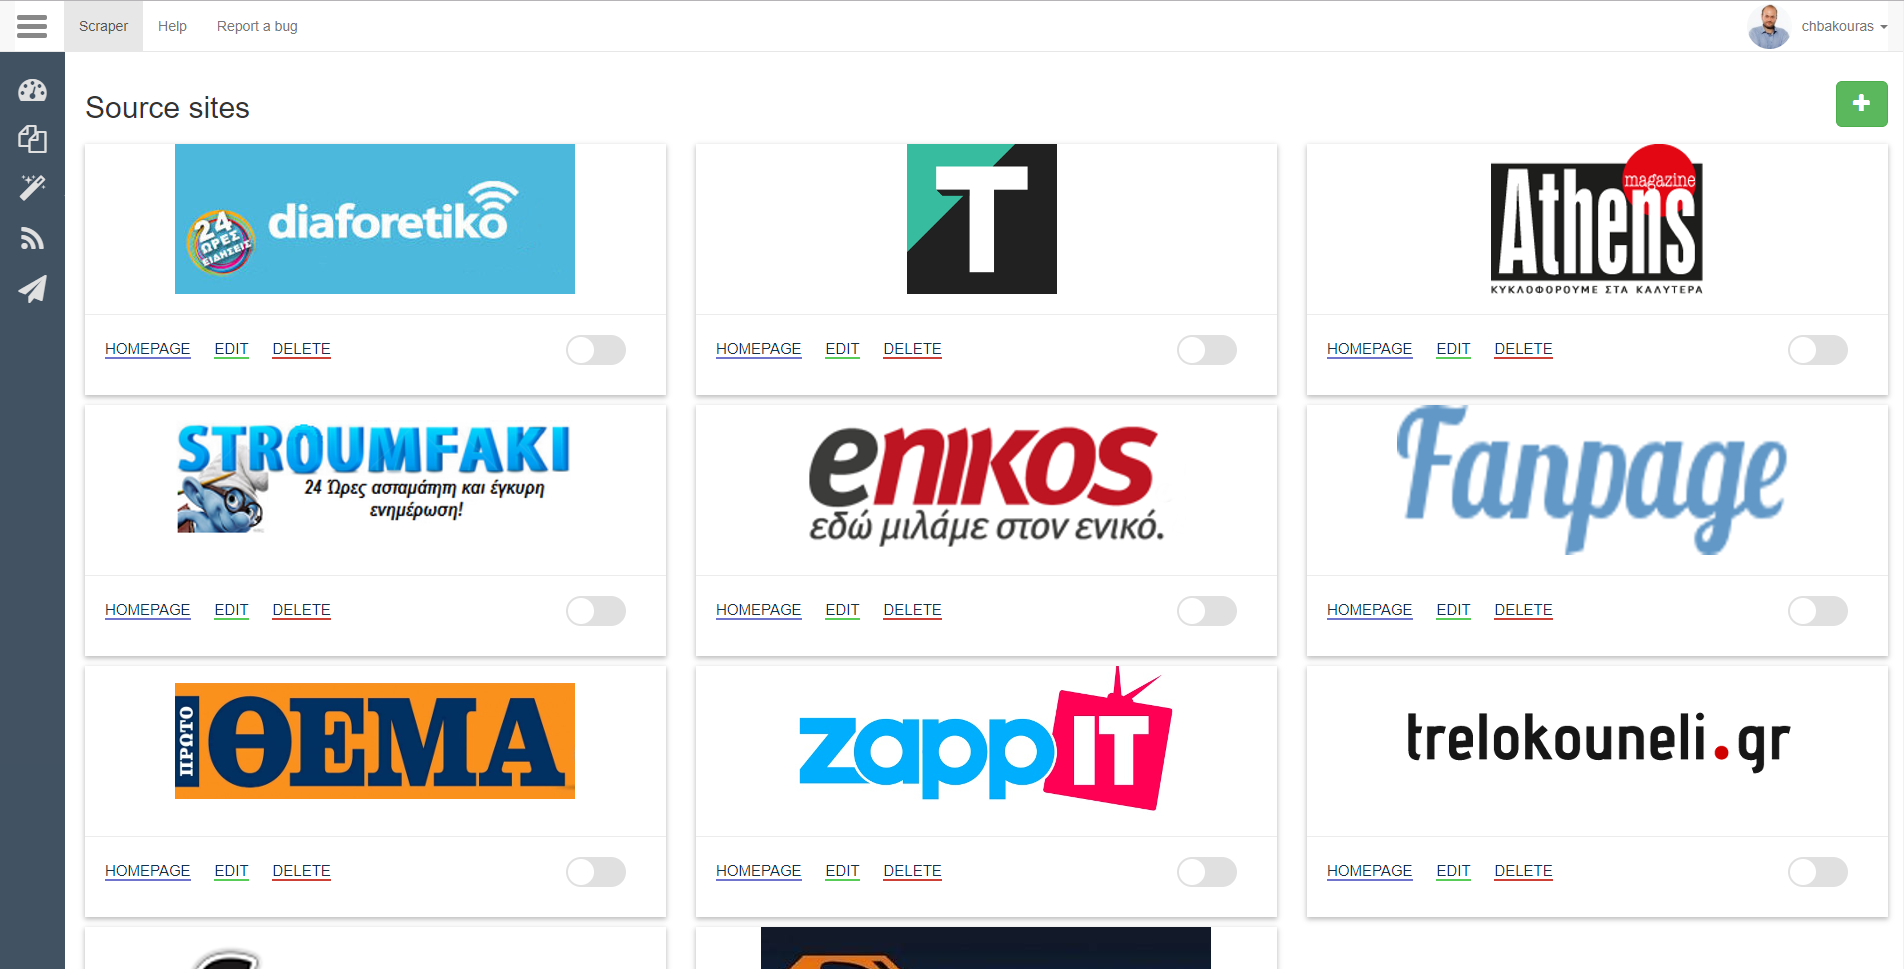 Scraper Help Report a bug chbakouras
Source sites
24
ΩΡΕΣ
ΕΙΔΗΣΕΙΣ
diaforetiko
T
magazine
Athens
ΚΥΚΛΟΦΟΡΟΥΜΕ ΣΤΑ ΚΑΛΥΤΕΡΑ
HOMEPAGE EDIT DELETE
HOMEPAGE EDIT DELETE
HOMEPAGE EDIT DELETE
STROUMFAKI
24 Ώρες ασταμάτητη και έγκυρη
ενημέρωση!
enikos
εδώ μιλάμε στον ενικό.
Fanpage
HOMEPAGE EDIT DELETE
HOMEPAGE EDIT DELETE
HOMEPAGE EDIT DELETE
ΠΡΩΤΟ
ΘΕΜΑ
zappIT
trelokouneli.gr
HOMEPAGE EDIT DELETE
HOMEPAGE EDIT DELETE
HOMEPAGE EDIT DELETE